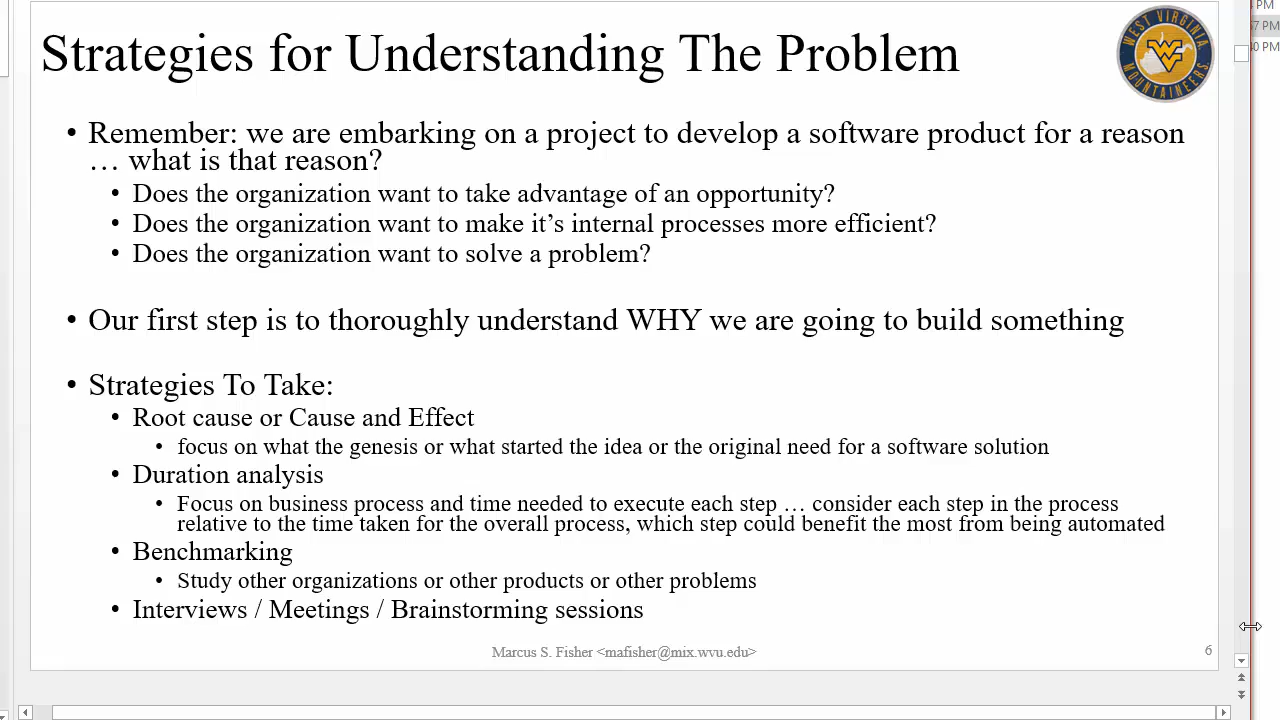 PM
57 PM
40 PM
Strategies for Understanding The Problem
WEST VIRGINIA
WV
MOUNTAINEERS
• Remember: we are embarking on a project to develop a software product for a reason
… what is that reason?
• Does the organization want to take advantage of an opportunity?
• Does the organization want to make it’s internal processes more efficient?
• Does the organization want to solve a problem?
• Our first step is to thoroughly understand WHY we are going to build something
• Strategies To Take:
• Root cause or Cause and Effect
• focus on what the genesis or what started the idea or the original need for a software solution
• Duration analysis
• Focus on business process and time needed to execute each step … consider each step in the process
relative to the time taken for the overall process, which step could benefit the most from being automated
• Benchmarking
• Study other organizations or other products or other problems
• Interviews / Meetings / Brainstorming sessions
Marcus S. Fisher <mafisher@mix.wvu.edu>
6